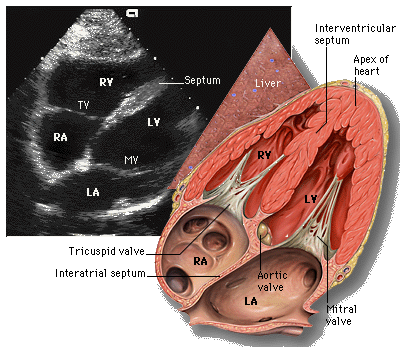 RV
Septum
TV
LV
RA
MV
LA
Interventricular
septum
Apex of
heart
Liver
RV
LV
Tricuspid valve
RA
Interatrial septum
Aortic
valve
LA
Mitral
valve